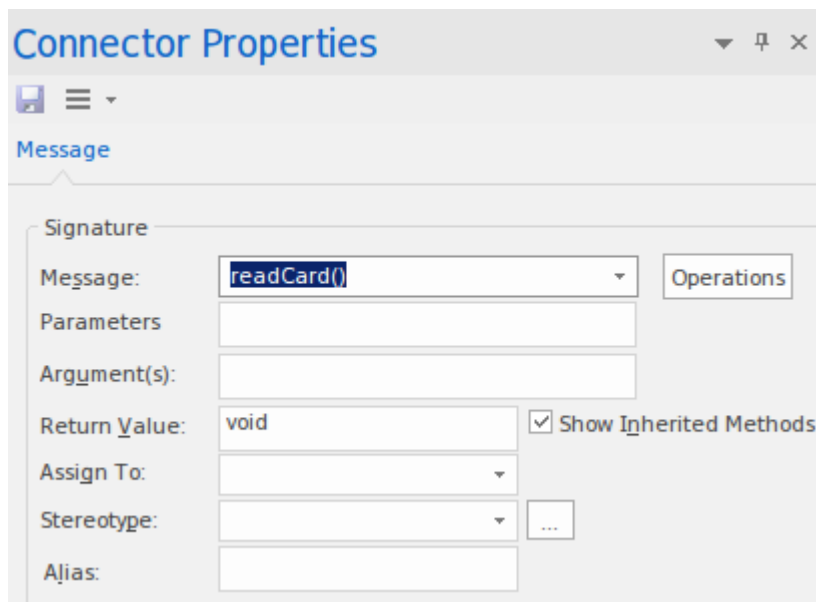 Connector Properties
Message
Signature
Message: readCard() Operations
Parameters
Argument(s):
Return Value: void Show Inherited Methods
Assign To:
Stereotype: ...
Alias: